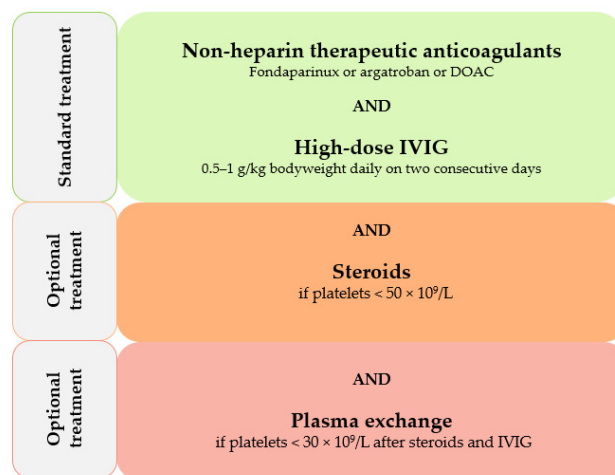 Standard treatment
Non-heparin therapeutic anticoagulants
Fondaparinux or argatroban or DOAC
AND
High-dose IVIG
0.5–1 g/kg bodyweight daily on two consecutive days
Optional
treatment
AND
Steroids
if platelets < 50 × 10⁹/L
Optional
treatment
AND
Plasma exchange
if platelets < 30 × 10⁹/L after steroids and IVIG